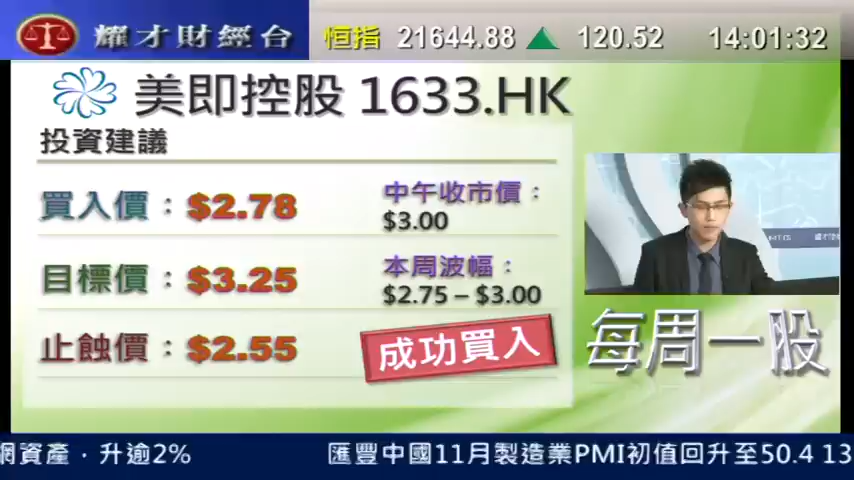 耀才財經台
恒指 21644.88 120.52 14:01:32
美即控股 1633.HK
投資建議
買入價：$2.78
中午收市價：
$3.00
目標價：$3.25
本周波幅：
$2.75 – $3.00
止蝕價：$2.55
成功買入
每周一股
網資產．升逾2% 匯豐中國11月製造業PMI初值回升至50.4 13